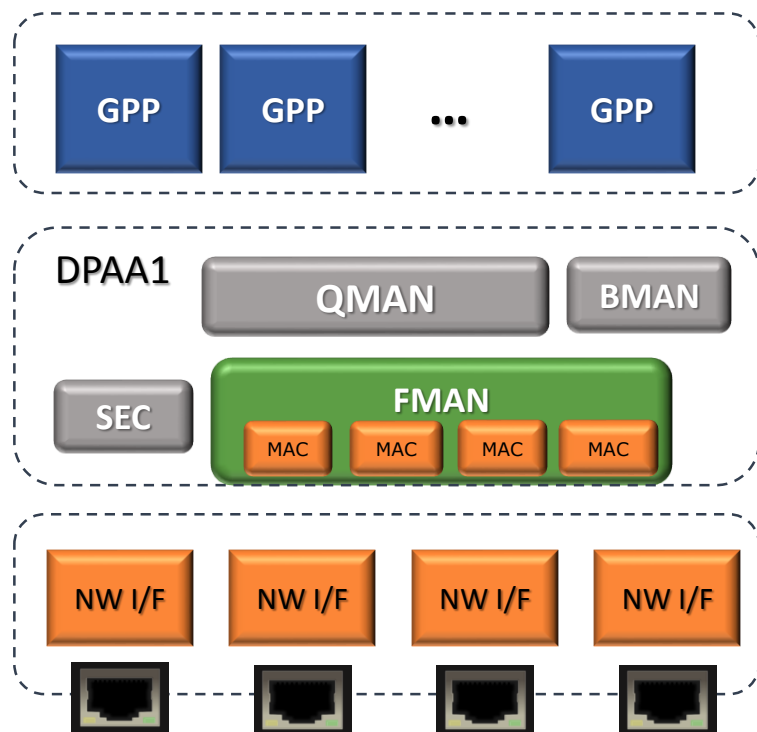 GPP GPP ... GPP
DPAA1
QMAN BMAN
SEC FMAN
MAC MAC MAC MAC
NW I/F NW I/F NW I/F NW I/F